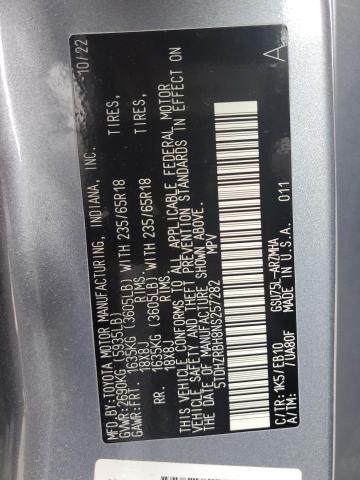 MFD. BY: TOYOTA MOTOR MANUFACTURING, INDIANA, INC. 10/22
GVWR: 2690KG (5935LB)
GAWR: FRT. 1635KG (3605LB) WITH 235/65R18 TIRES,
18X8J RIMS,
RR. 1635KG (3605LB) WITH 235/65R18 TIRES,
18X8J RIMS.
THIS VEHICLE CONFORMS TO ALL APPLICABLE FEDERAL MOTOR
VEHICLE SAFETY, BUMPER, AND THEFT PREVENTION STANDARDS IN EFFECT ON
THE DATE OF MANUFACTURE SHOWN ABOVE.
5TDHZRBH8NS257282 MPV
A
C/TR: 1K5/EB10 GSU75L-ARZMHA
A/TM: /UA80F MADE IN U.S.A. 011